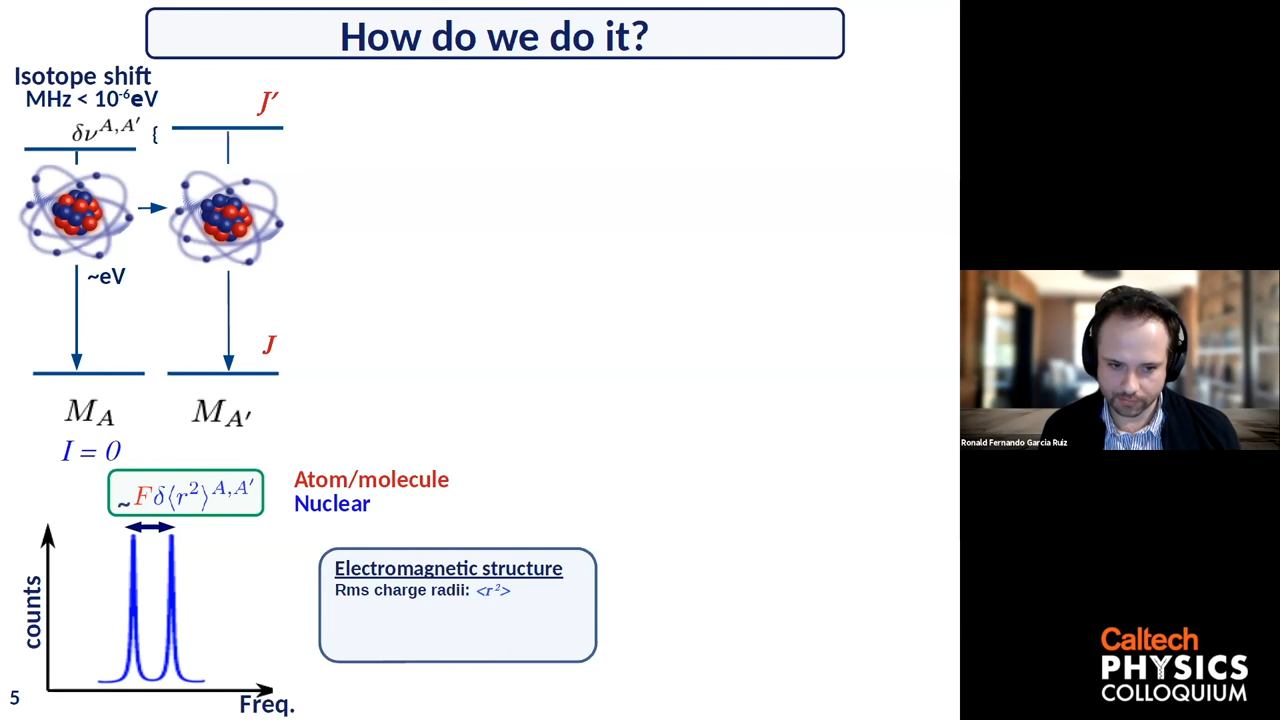 How do we do it?
Isotope shift
MHz < 10⁻⁶eV
δν^{A,A′} {
J′
~eV
J
M_A
M_{A′}
I = 0
~Fδ⟨r²⟩^{A,A′}
Atom/molecule
Nuclear
Electromagnetic structure
Rms charge radii: <r²>
counts
Freq.
5
Ronald Fernando Garcia Ruiz
Caltech
PHYSICS
COLLOQUIUM